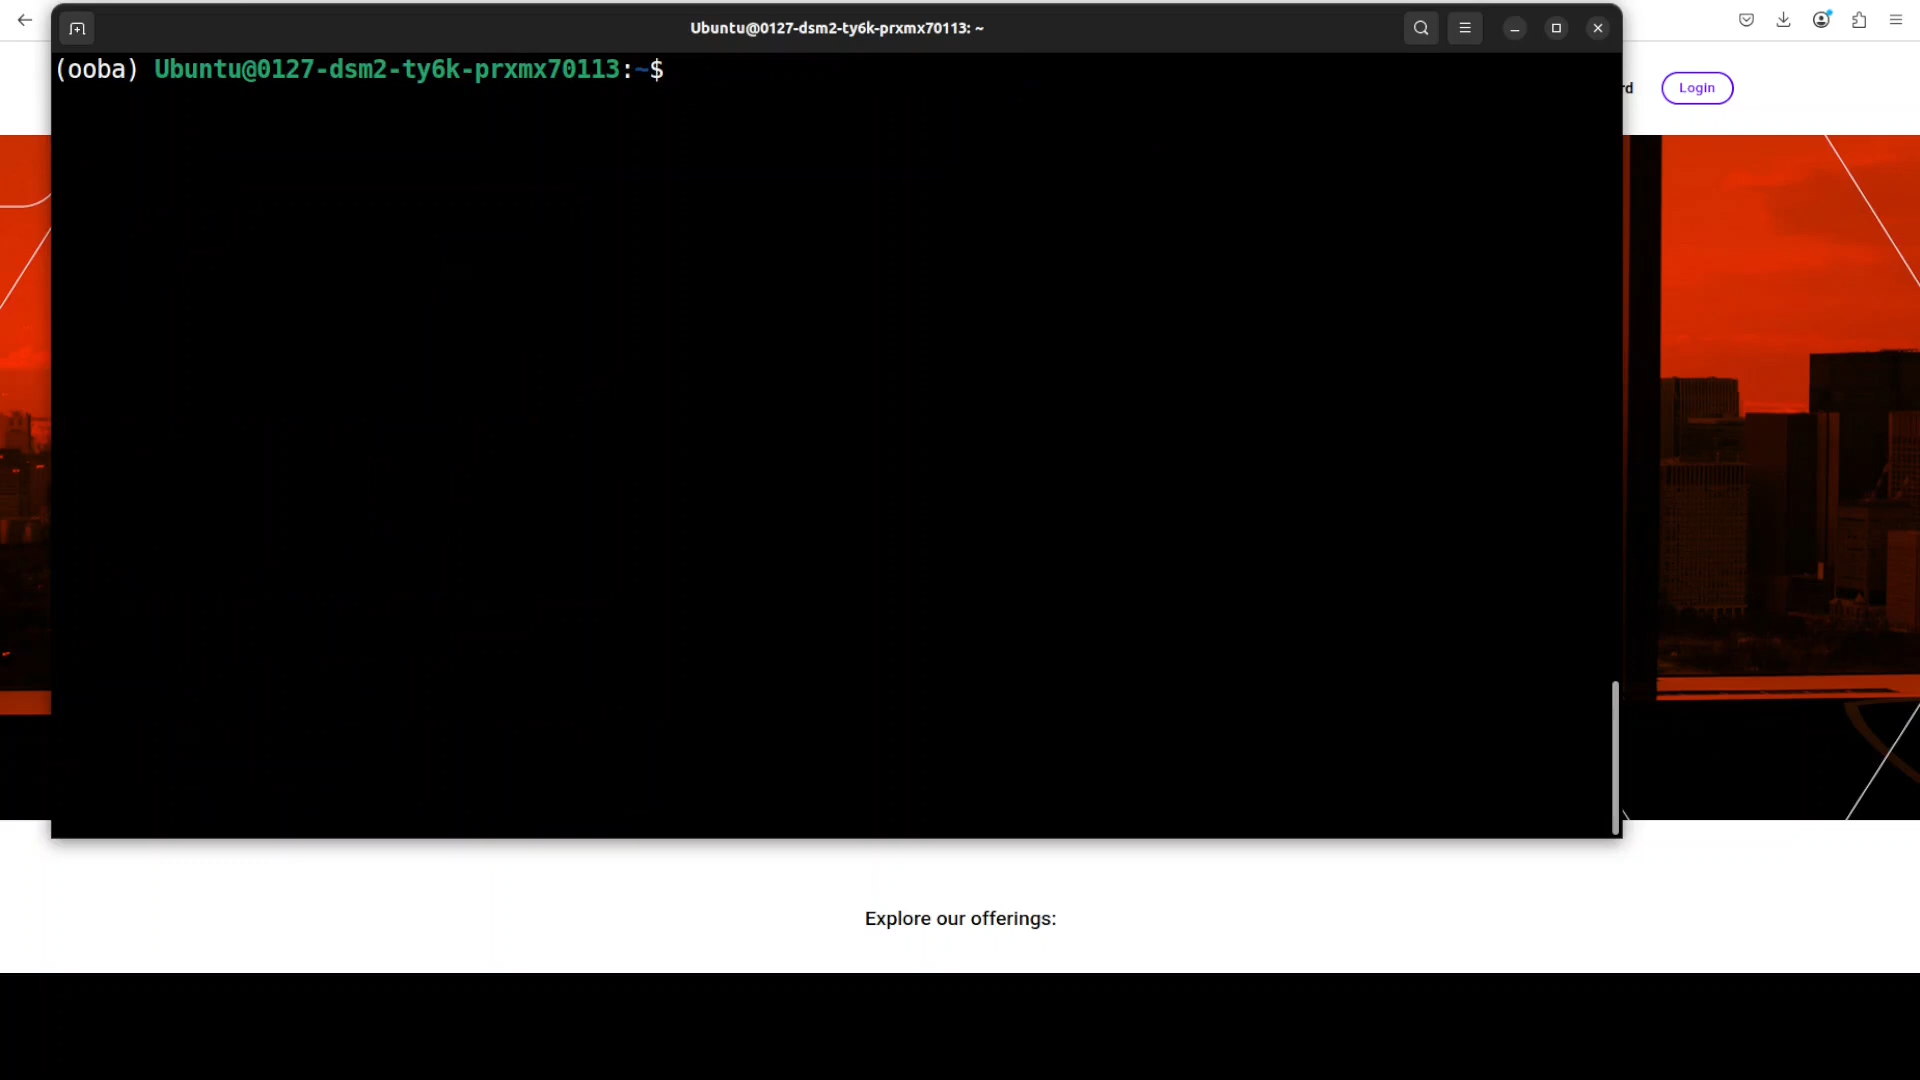 Ubuntu@0127-dsm2-ty6k-prxmx70113: ~
(ooba) Ubuntu@0127-dsm2-ty6k-prxmx70113:~$
Login
Explore our offerings: